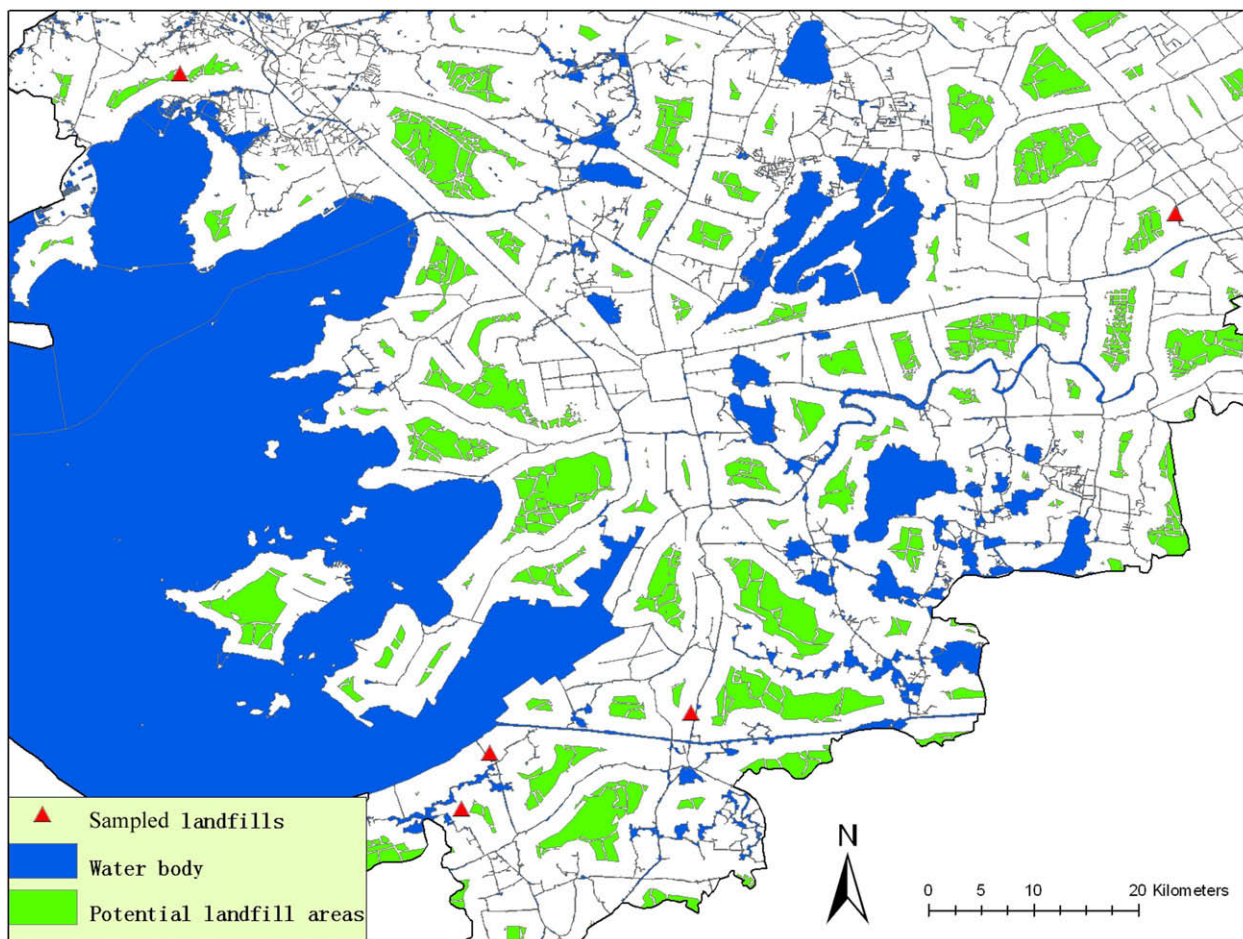 Sampled landfills
Water body
Potential landfill areas
N
0 5 10 20 Kilometers